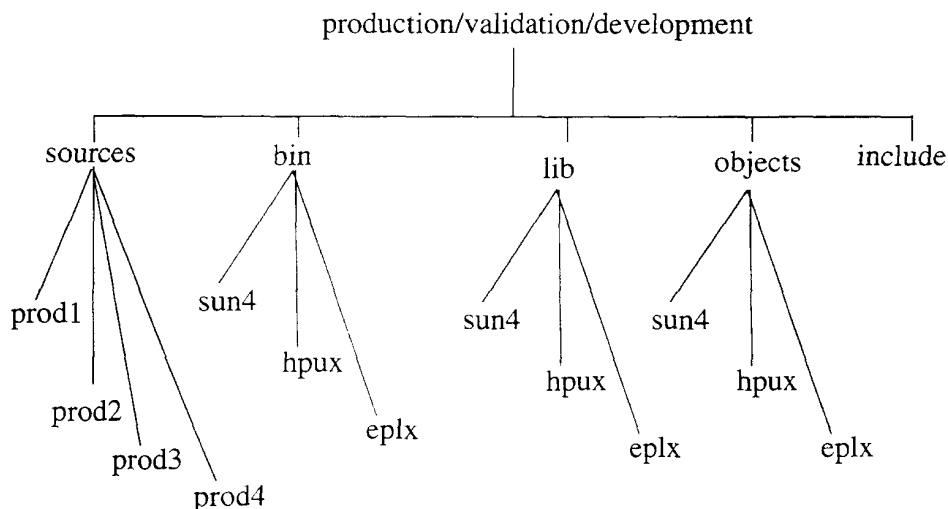 production/validation/development
sources
bin
lib
objects
include
prod1
prod2
prod3
prod4
sun4
hpux
eplx
sun4
hpux
eplx
sun4
hpux
eplx